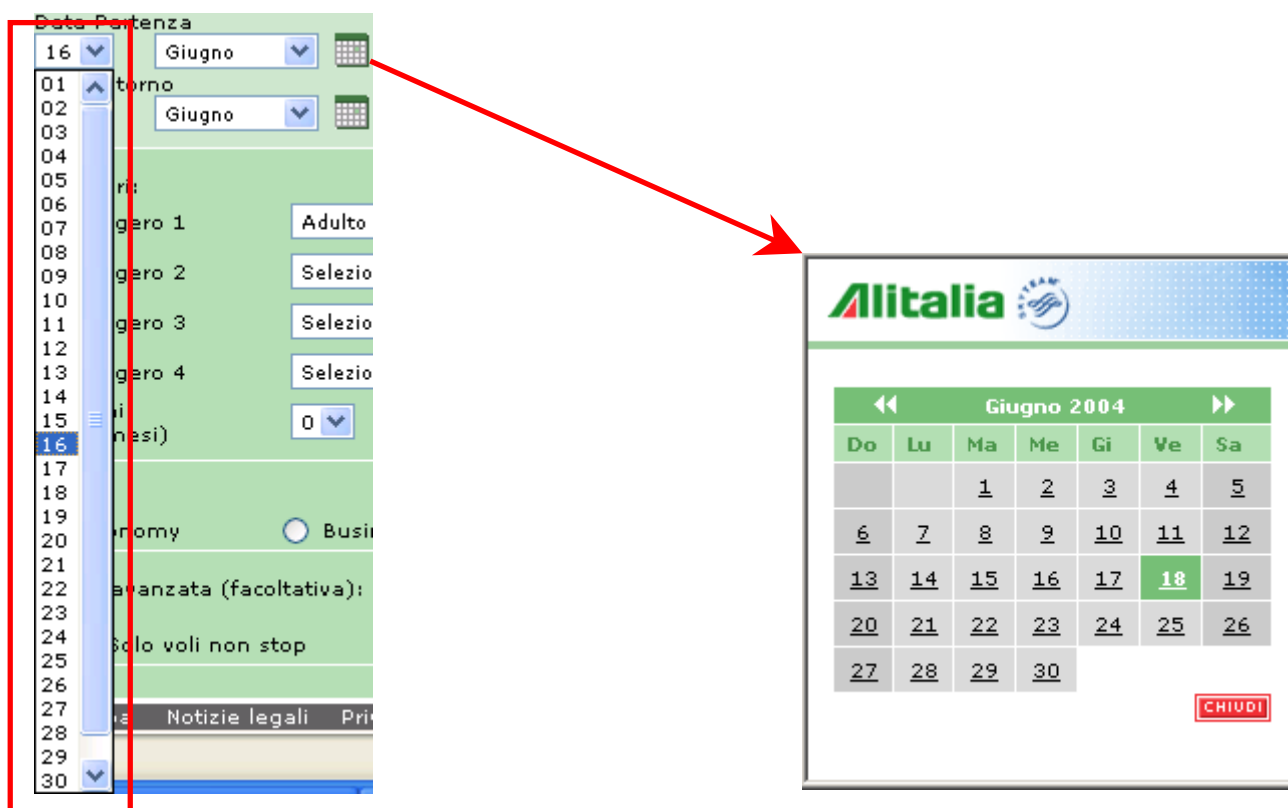 Data Partenza
16 Giugno
01 torno
02 Giugno
03
04
05 ri:
06
07 gero 1 Adulto
08
09 gero 2 Selezio
10
11 gero 3 Selezio
12
13 gero 4 Selezio
14
15 ni 0
16 nesi)
17
18
19 onomy Busi
20
21
22 avanzata (facoltativa):
23
24 Solo voli non stop
25
26
27 Notizie legali Pri
28
29
30
Alitalia
Giugno 2004
Do Lu Ma Me Gi Ve Sa
1 2 3 4 5
6 7 8 9 10 11 12
13 14 15 16 17 18 19
20 21 22 23 24 25 26
27 28 29 30
CHIUDI